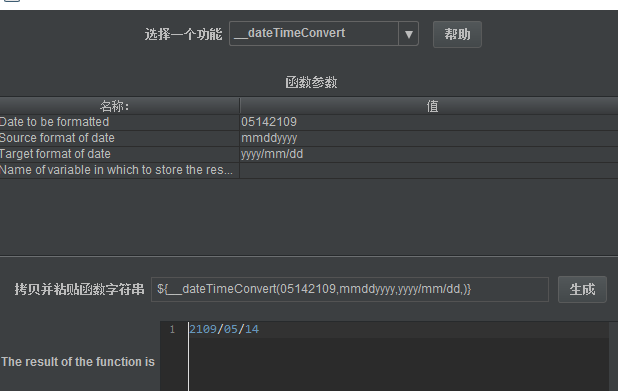 选择一个功能 __dateTimeConvert ▼ 帮助
函数参数
名称: 值
Date to be formatted 05142109
Source format of date mmddyyyy
Target format of date yyyy/mm/dd
Name of variable in which to store the res...
拷贝并粘贴函数字符串 ${__dateTimeConvert(05142109,mmddyyyy,yyyy/mm/dd,)} 生成
1 2109/05/14
The result of the function is